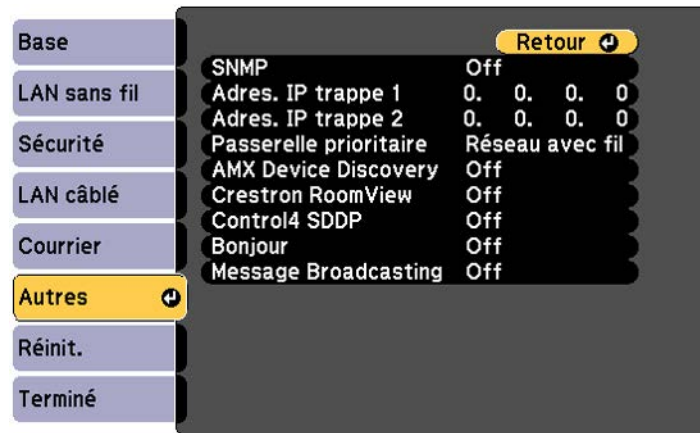 Base
LAN sans fil
Sécurité
LAN câblé
Courrier
Autres
Réinit.
Terminé
Retour
SNMP Off
Adres. IP trappe 1 0. 0. 0. 0
Adres. IP trappe 2 0. 0. 0. 0
Passerelle prioritaire Réseau avec fil
AMX Device Discovery Off
Crestron RoomView Off
Control4 SDDP Off
Bonjour Off
Message Broadcasting Off